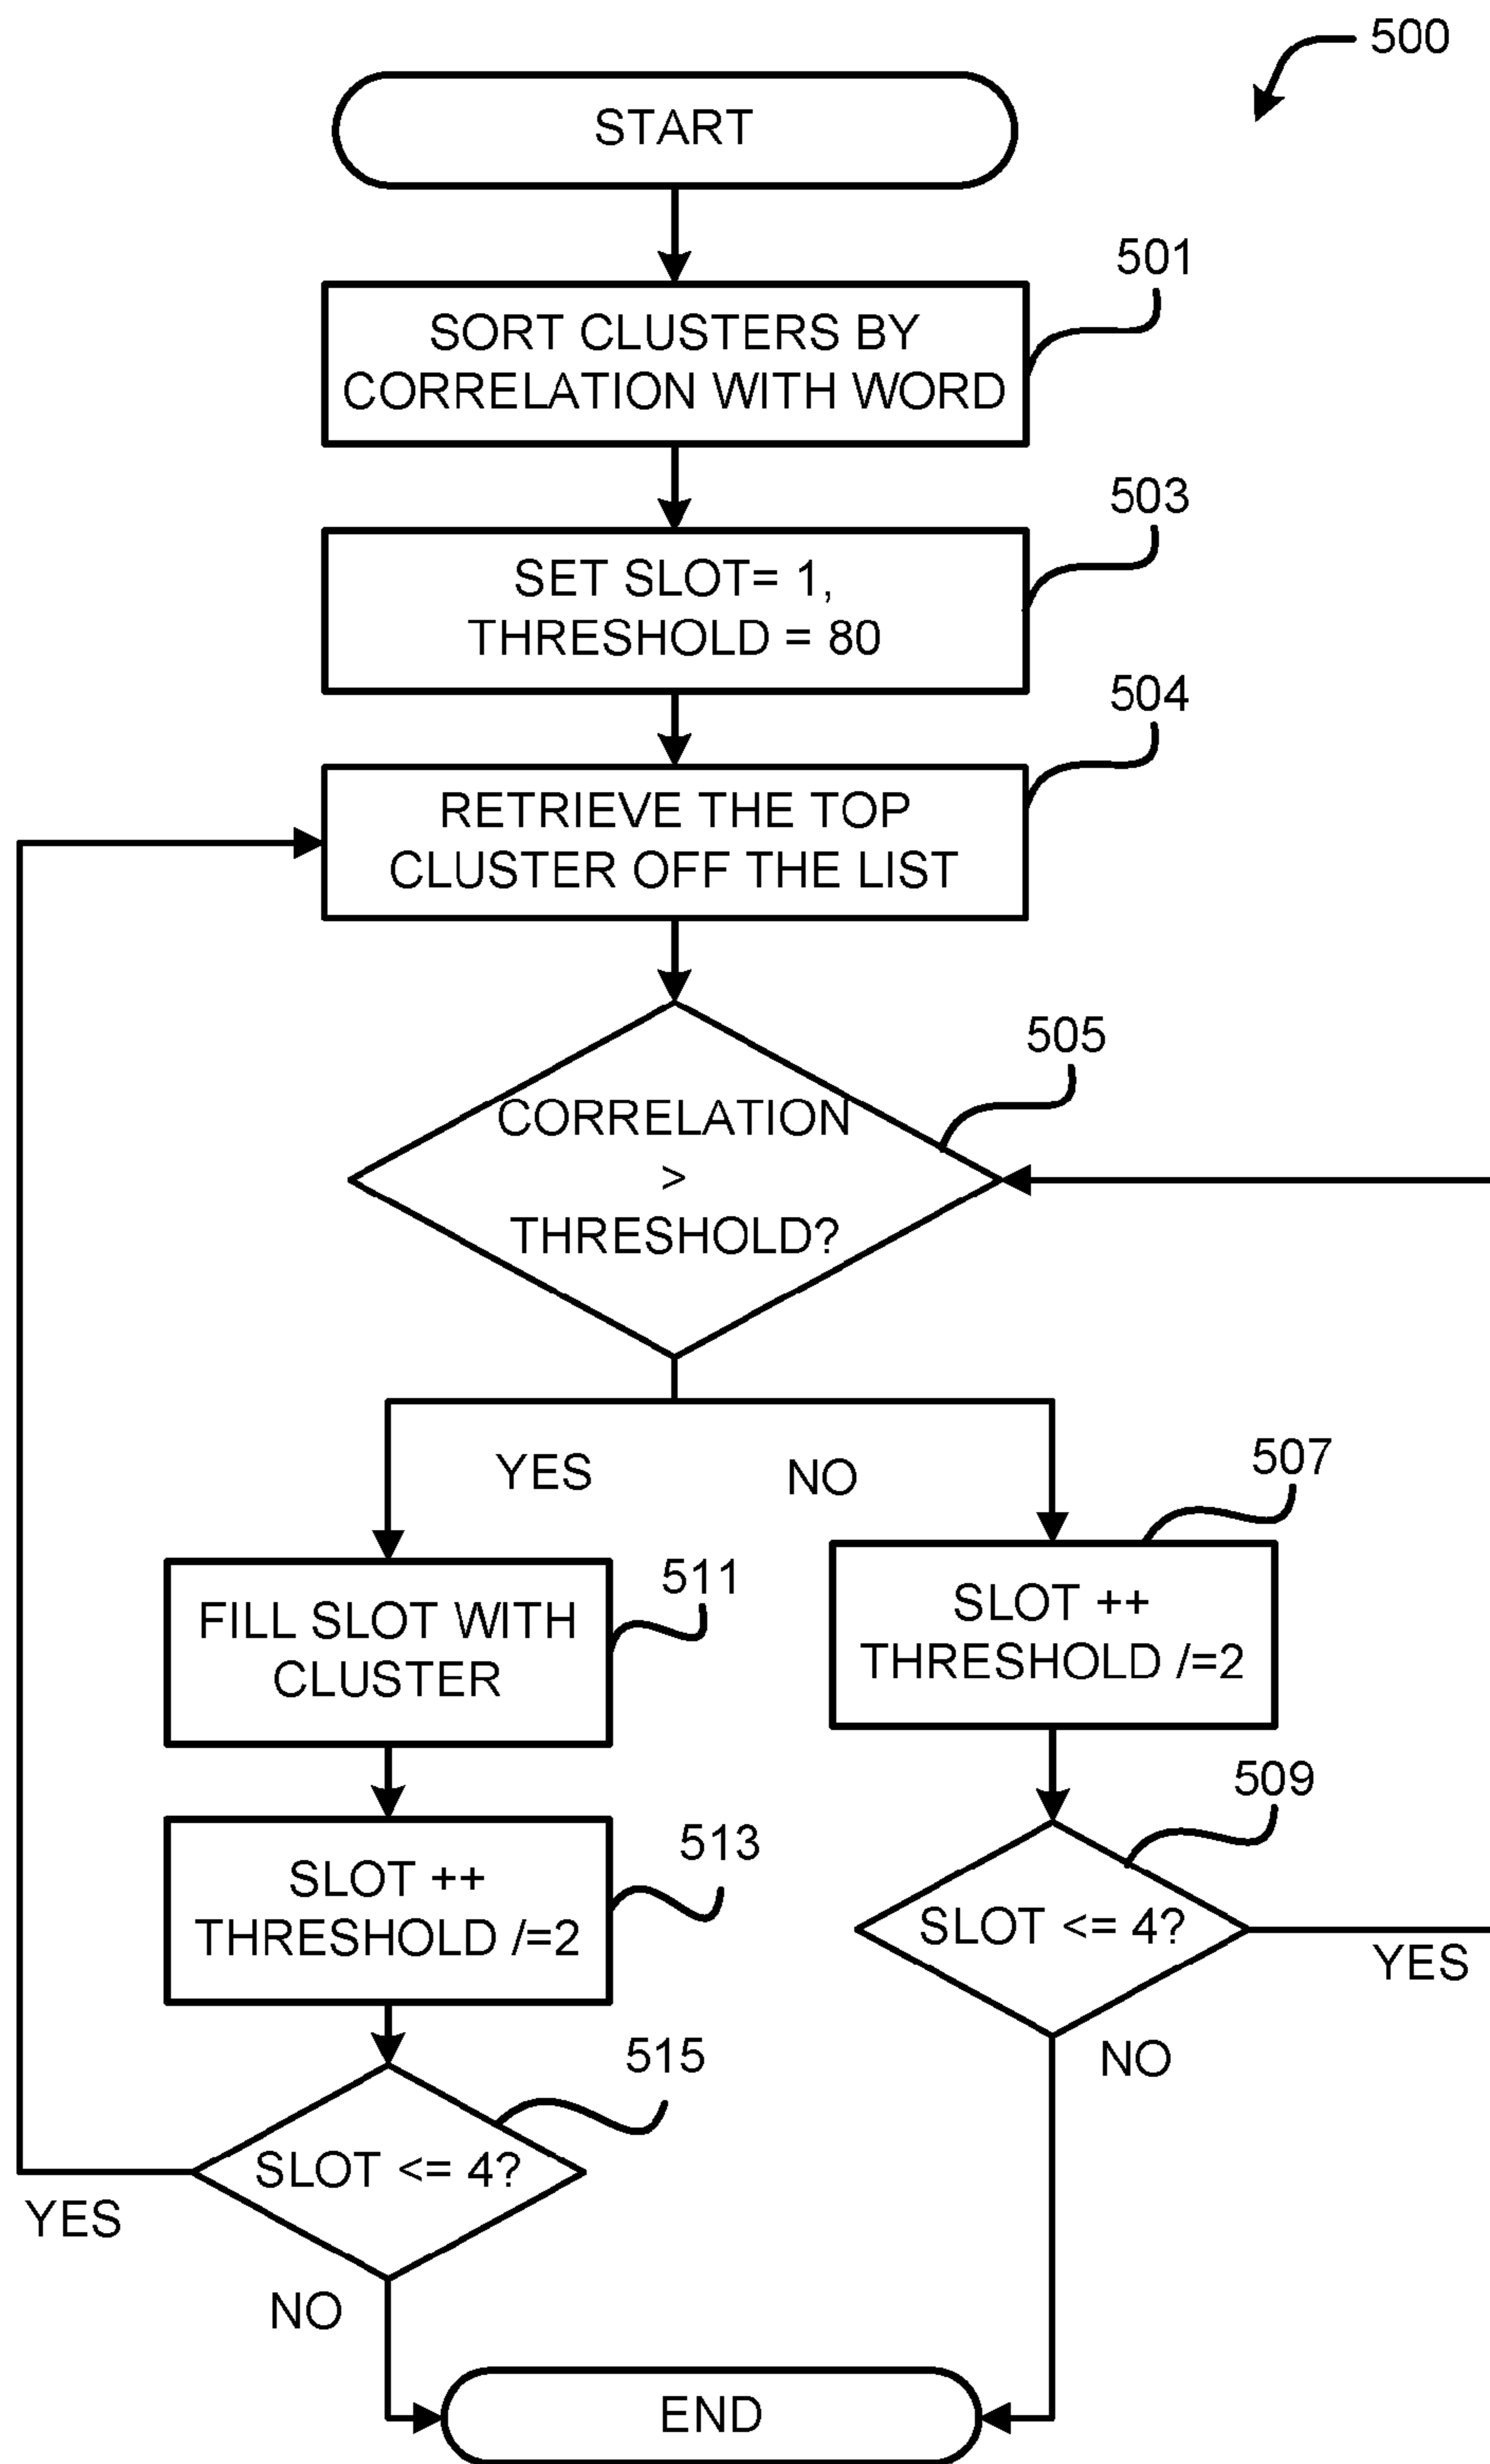 500
START
501
SORT CLUSTERS BY
CORRELATION WITH WORD
503
SET SLOT= 1,
THRESHOLD = 80
504
RETRIEVE THE TOP
CLUSTER OFF THE LIST
505
CORRELATION
>
THRESHOLD?
YES
NO
507
511
FILL SLOT WITH
CLUSTER
SLOT ++
THRESHOLD /=2
509
513
SLOT ++
THRESHOLD /=2
SLOT <= 4?
YES
515
NO
SLOT <= 4?
YES
NO
END